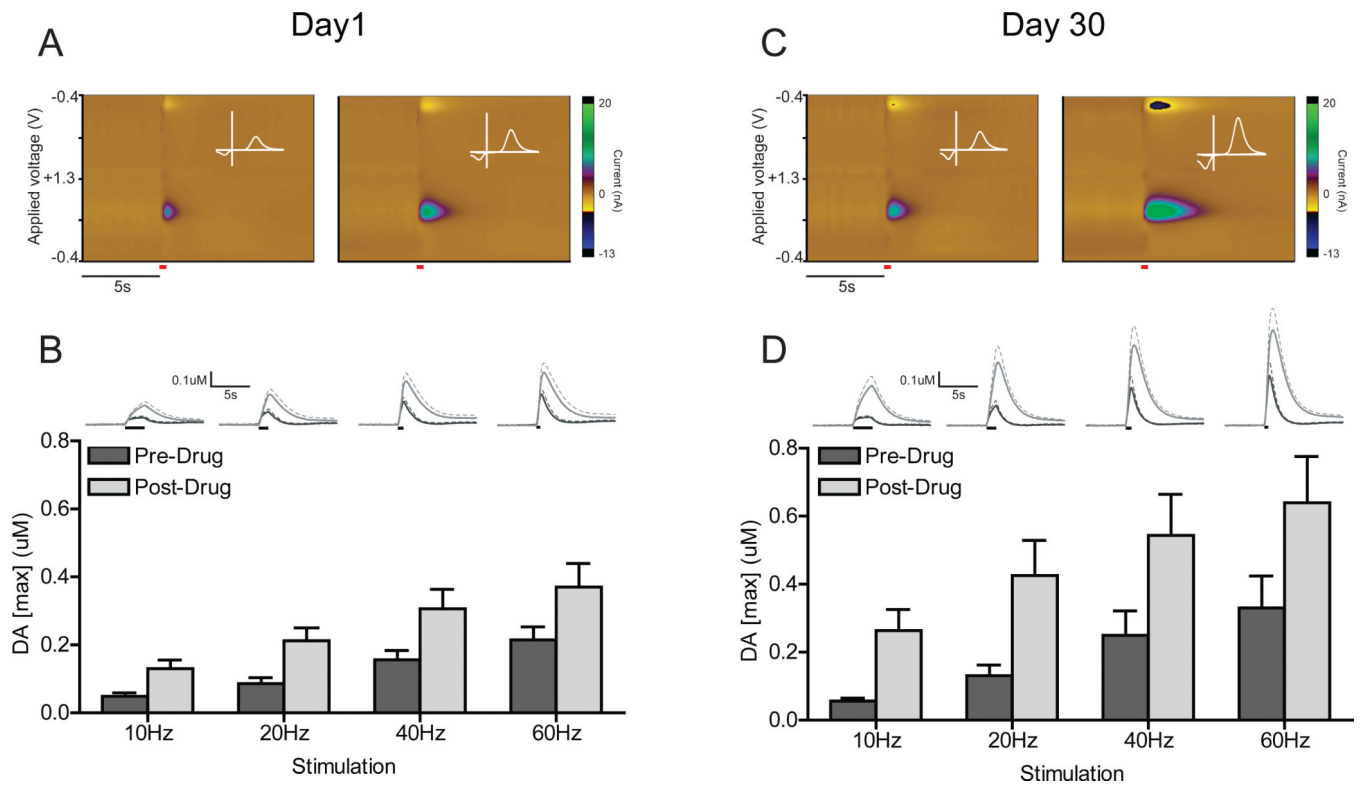 Day1
Day 30
A
C
Applied voltage (V)
-0.4
+1.3
-0.4
5s
20
0
-13
Current (nA)
Applied voltage (V)
-0.4
+1.3
-0.4
5s
20
0
-13
Current (nA)
B
0.1uM
5s
Pre-Drug
Post-Drug
DA [max] (uM)
0.8
0.6
0.4
0.2
0.0
10Hz
20Hz
40Hz
60Hz
Stimulation
D
0.1uM
5s
Pre-Drug
Post-Drug
DA [max] (uM)
0.8
0.6
0.4
0.2
0.0
10Hz
20Hz
40Hz
60Hz
Stimulation